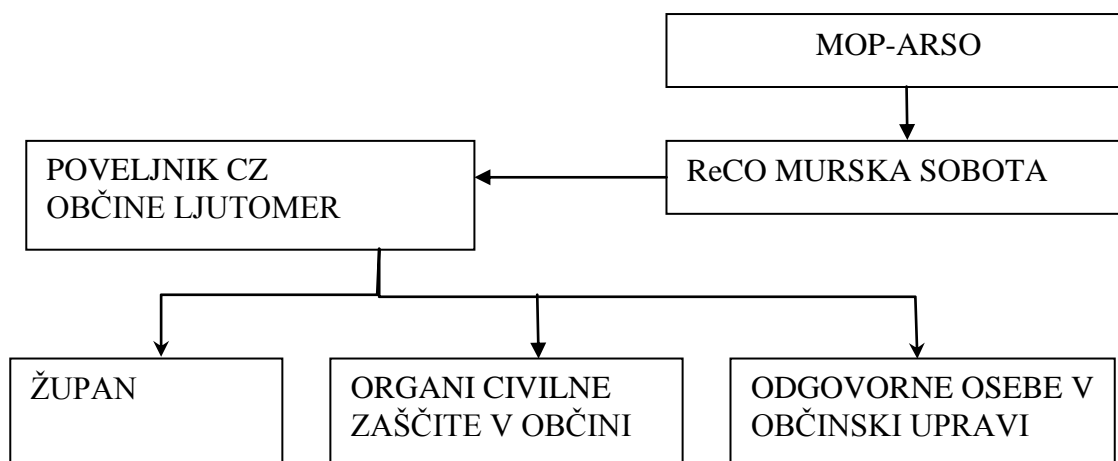 MOP-ARSO
POVELJNIK CZ
OBČINE LJUTOMER
ReCO MURSKA SOBOTA
ŽUPAN
ORGANI CIVILNE
ZAŠČITE V OBČINI
ODGOVORNE OSEBE V
OBČINSKI UPRAVI